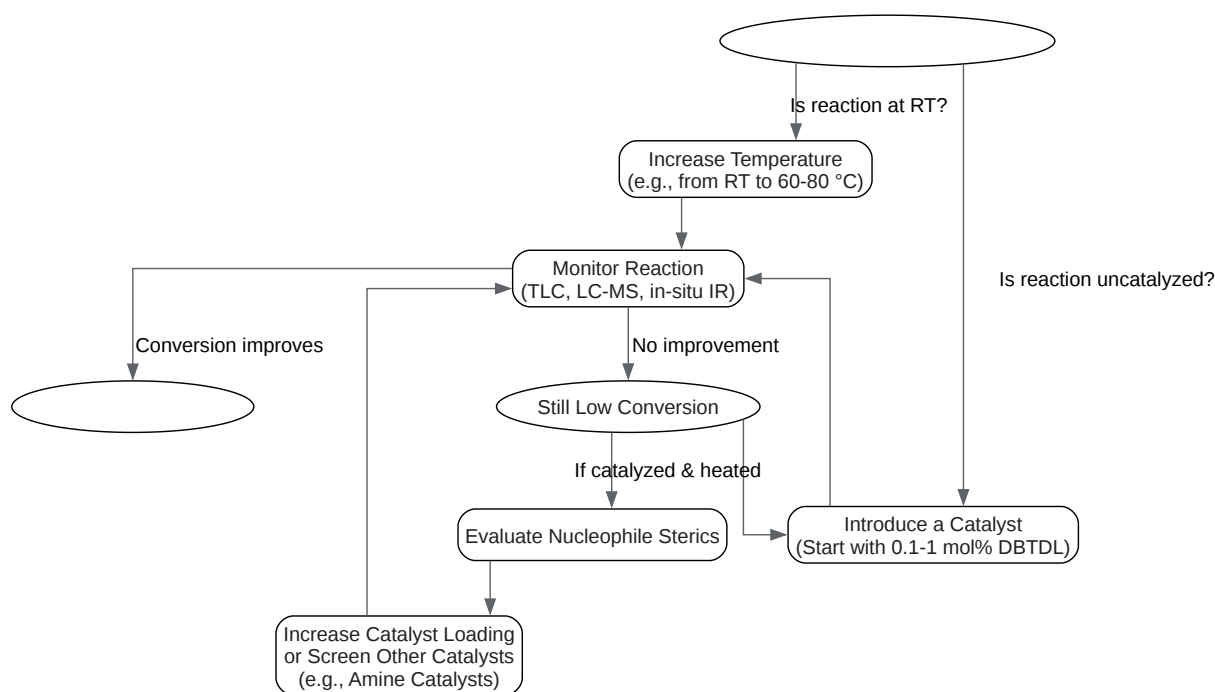 Is reaction at RT?
Increase Temperature
(e.g., from RT to 60-80 °C)
Monitor Reaction
(TLC, LC-MS, in-situ IR)
Is reaction uncatalyzed?
Conversion improves
No improvement
Still Low Conversion
If catalyzed & heated
Evaluate Nucleophile Sterics
Introduce a Catalyst
(Start with 0.1-1 mol% DBTDL)
Increase Catalyst Loading
or Screen Other Catalysts
(e.g., Amine Catalysts)